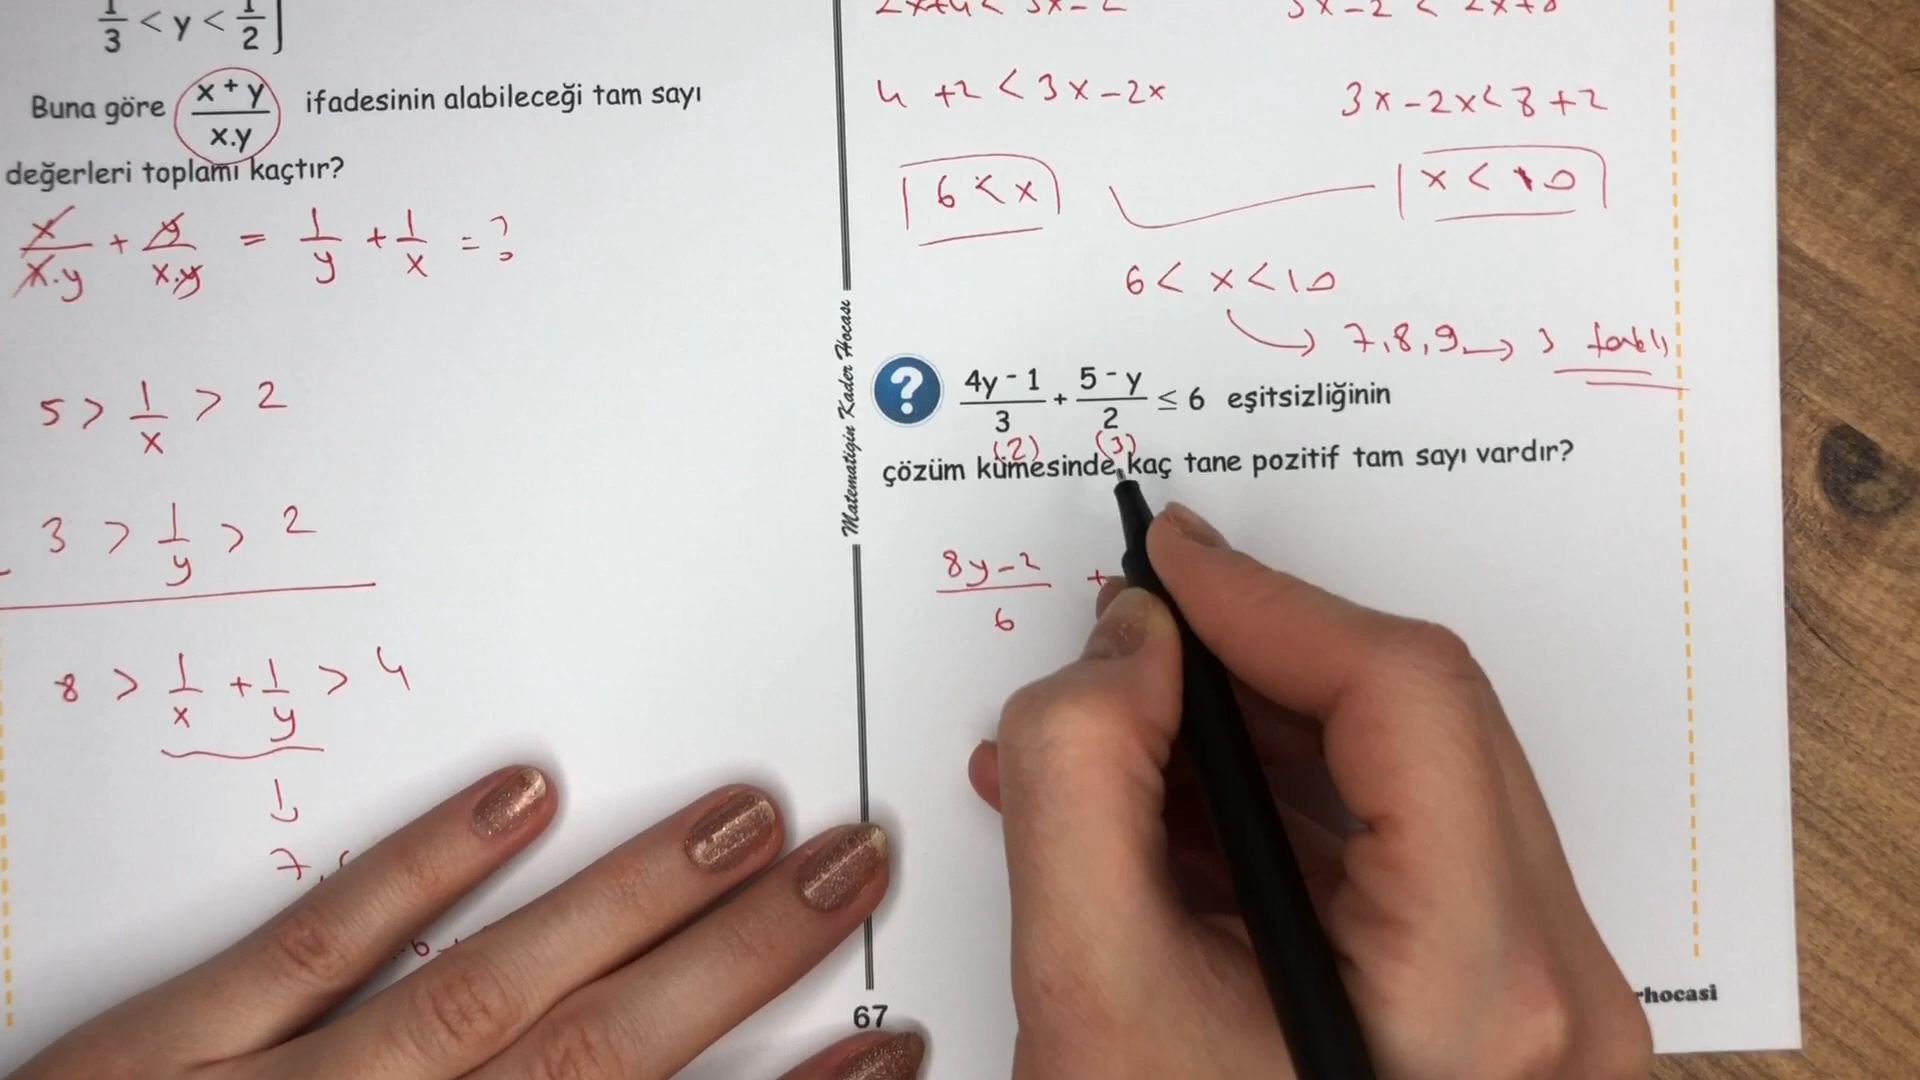 1/3 < y < 1/2
Buna göre (x + y)/(x.y) ifadesinin alabileceği tam sayı
değerleri toplamı kaçtır?
x/(x.y) + y/(x.y) = 1/y + 1/x = ?
5 > 1/x > 2
3 > 1/y > 2
8 > 1/x + 1/y > 4
7,
Matematiğin Kader Hocası
4 + 2 < 3x - 2x
3x - 2x < 8 + 2
6 < x
x < 10
6 < x < 10
→ 7, 8, 9 → 3 farklı
? (4y - 1)/3 + (5 - y)/2 ≤ 6 eşitsizliğinin
(2) (3)
çözüm kümesinde kaç tane pozitif tam sayı vardır?
(8y - 2)/6 +
67
rhocasi